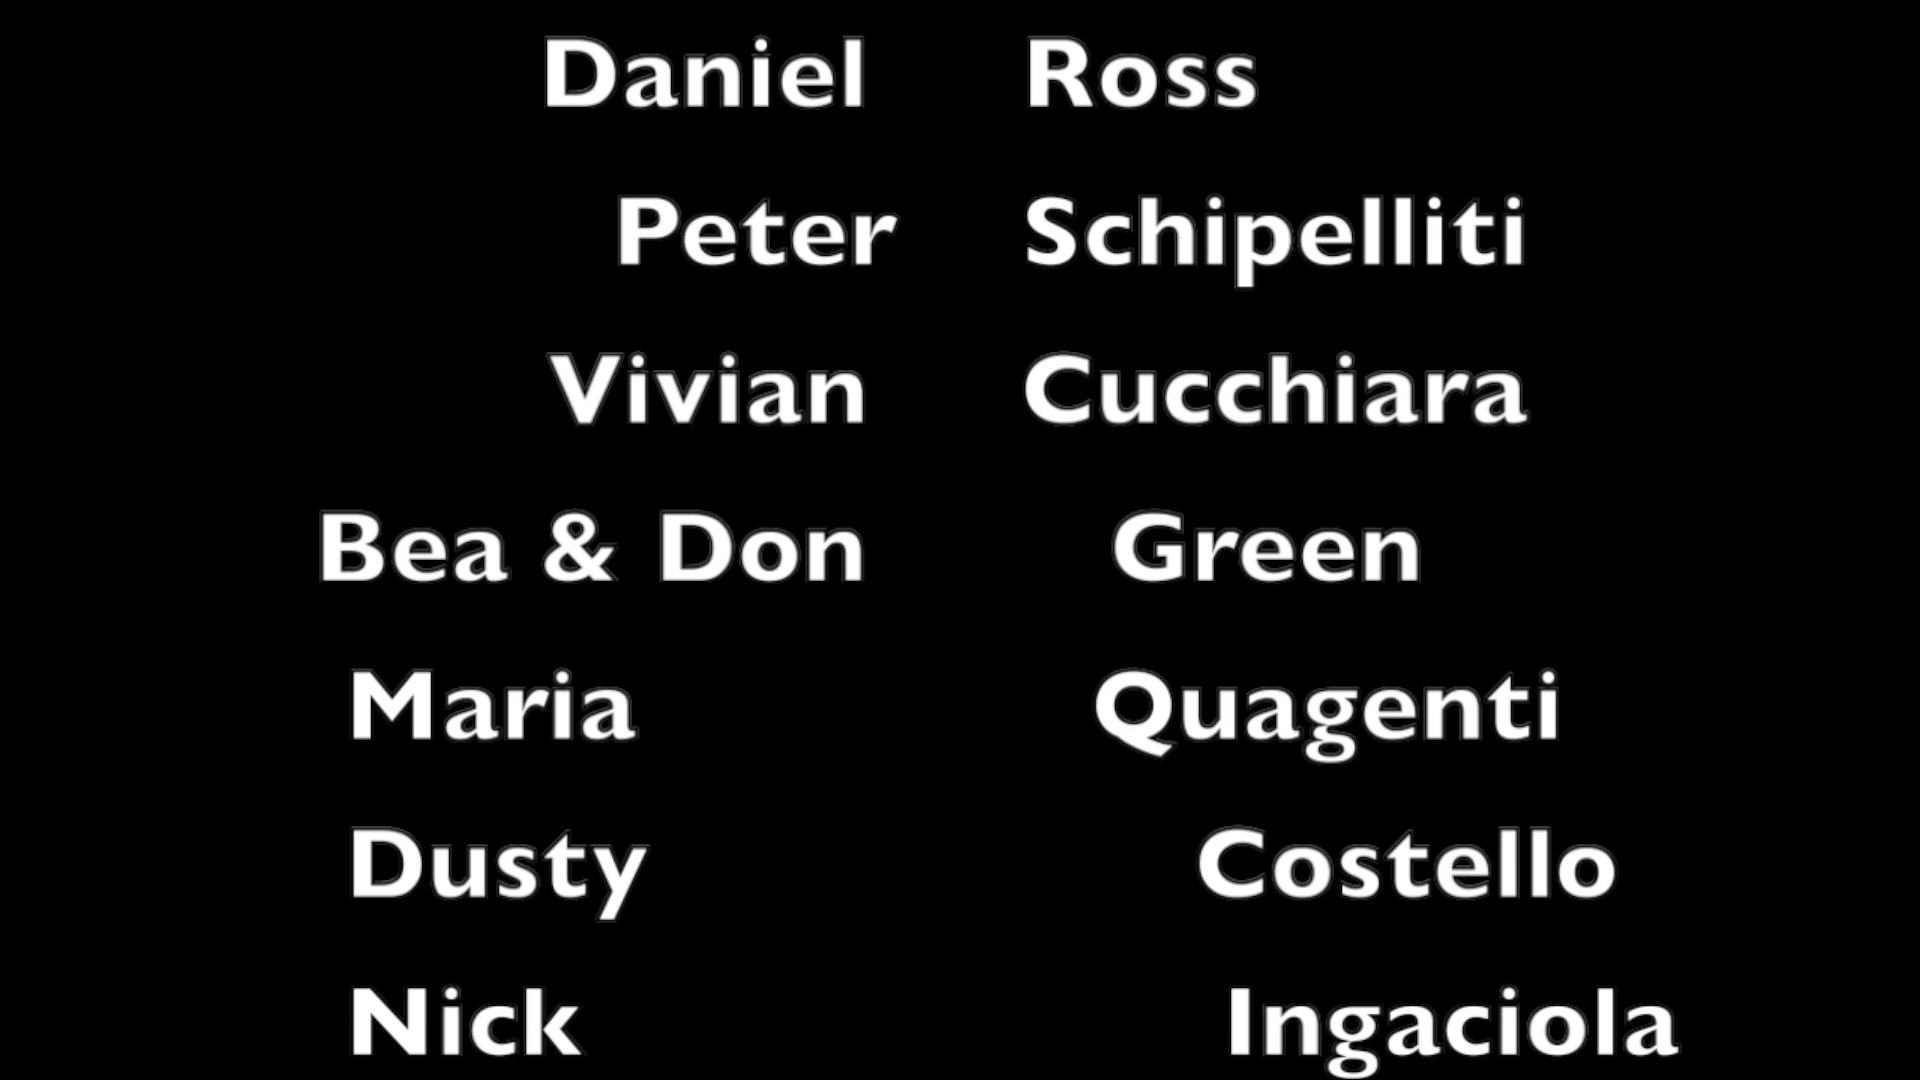 Daniel Ross
Peter Schipelliti
Vivian Cucchiara
Bea & Don Green
Maria Quagenti
Dusty Costello
Nick Ingaciola